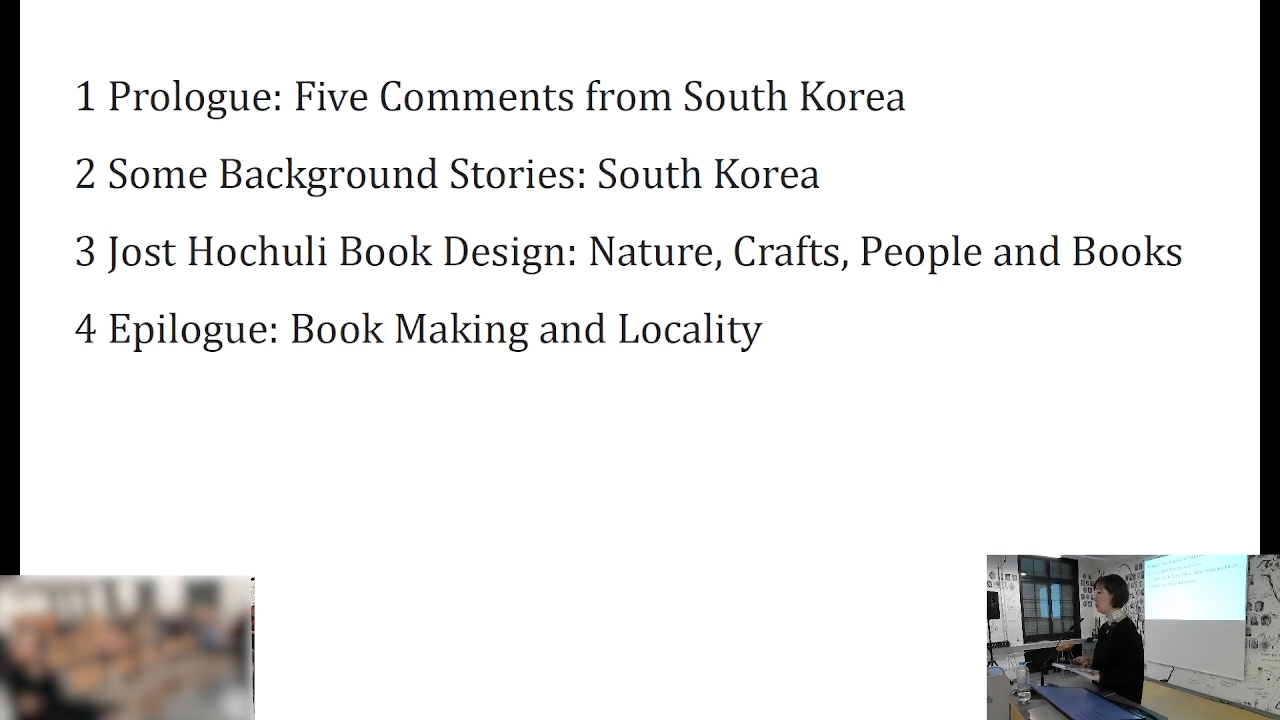 1 Prologue: Five Comments from South Korea
2 Some Background Stories: South Korea
3 Jost Hochuli Book Design: Nature, Crafts, People and Books
4 Epilogue: Book Making and Locality